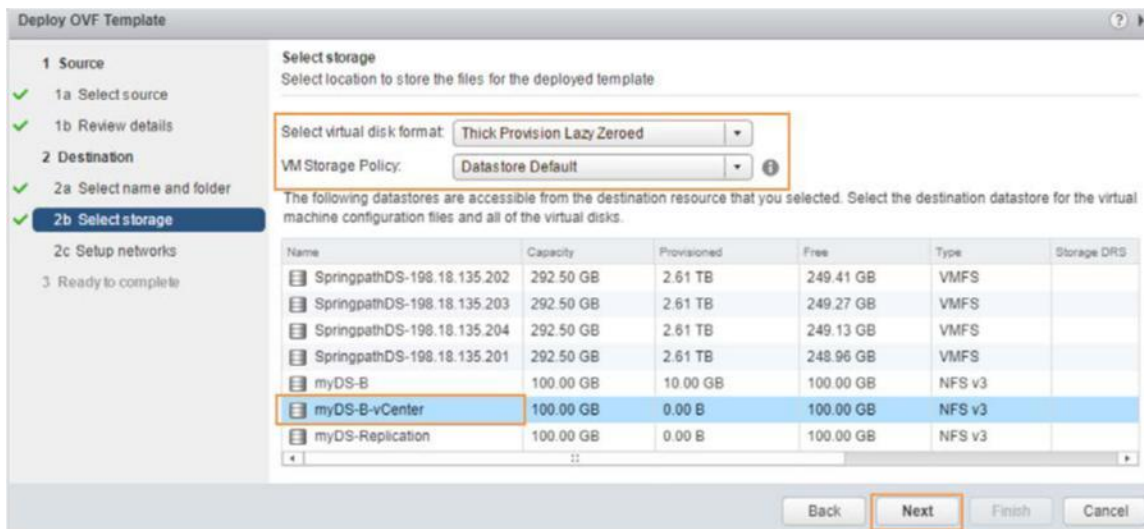 Deploy OVF Template
1 Source
1a Select source
1b Review details
2 Destination
2a Select name and folder
2b Select storage
2c Setup networks
3 Ready to complete
Select storage
Select location to store the files for the deployed template
Select virtual disk format: Thick Provision Lazy Zeroed
VM Storage Policy: Datastore Default
The following datastores are accessible from the destination resource that you selected. Select the destination datastore for the virtual
machine configuration files and all of the virtual disks.
Name Capacity Provisioned Free Type Storage DRS
SpringpathDS-198.18.135.202 292.50 GB 2.61 TB 249.41 GB VMFS
SpringpathDS-198.18.135.203 292.50 GB 2.61 TB 249.27 GB VMFS
SpringpathDS-198.18.135.204 292.50 GB 2.61 TB 249.13 GB VMFS
SpringpathDS-198.18.135.201 292.50 GB 2.61 TB 248.96 GB VMFS
myDS-B 100.00 GB 10.00 GB 100.00 GB NFS v3
myDS-B-vCenter 100.00 GB 0.00 B 100.00 GB NFS v3
myDS-Replication 100.00 GB 0.00 B 100.00 GB NFS v3
Back Next Finish Cancel